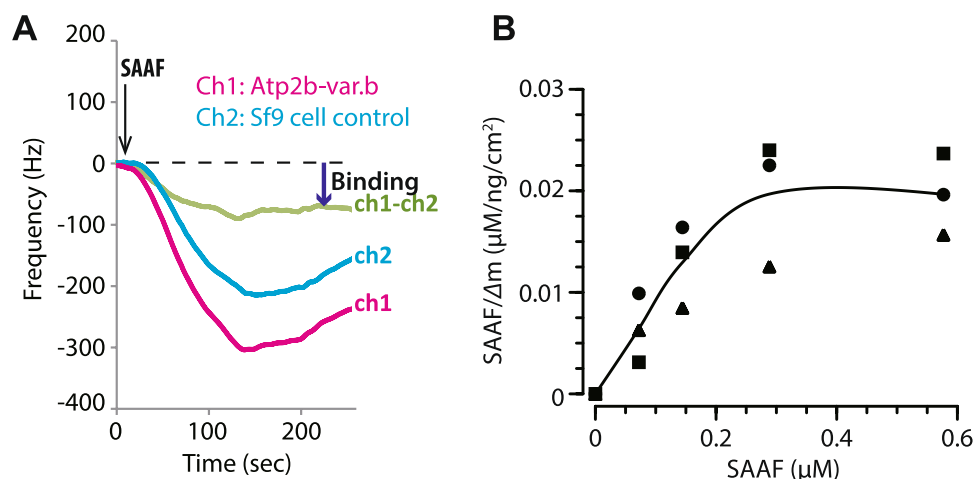 A
200
100
0
-100
-200
-300
-400
Frequency (Hz)
SAAF
Ch1: Atp2b-var.b
Ch2: Sf9 cell control
Binding
ch1-ch2
ch2
ch1
0
100
200
Time (sec)
B
0.03
0.02
0.01
0
SAAF/Δm (µM/ng/cm²)
0
0.2
0.4
0.6
SAAF (µM)